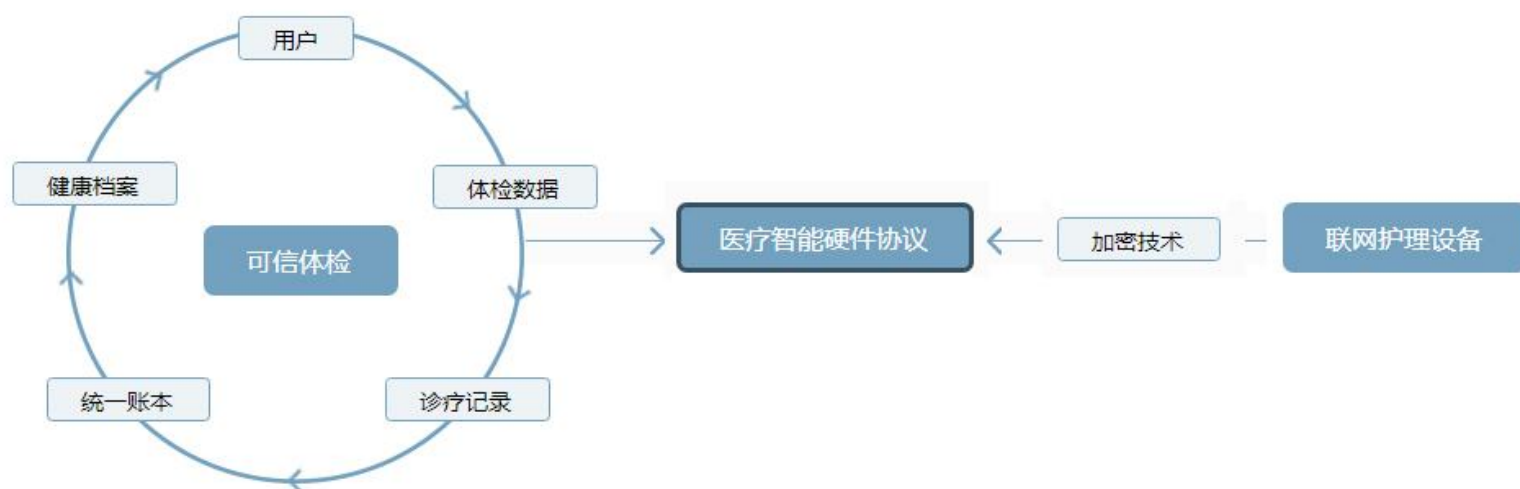 用户
健康档案
体检数据
可信体检
医疗智能硬件协议
加密技术
联网护理设备
统一账本
诊疗记录